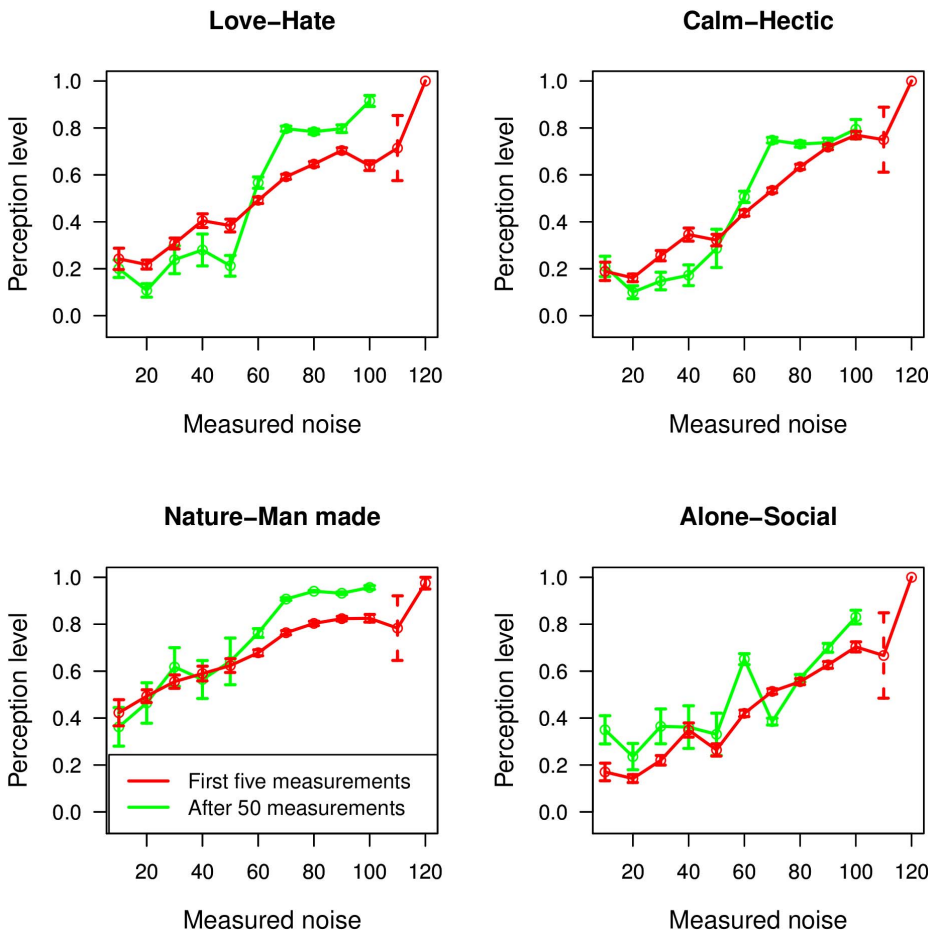 Love−Hate
Perception level
1.0
0.8
0.6
0.4
0.2
0.0
20 40 60 80 100 120
Measured noise
Calm−Hectic
Perception level
1.0
0.8
0.6
0.4
0.2
0.0
20 40 60 80 100 120
Measured noise
Nature−Man made
Perception level
1.0
0.8
0.6
0.4
0.2
0.0
First five measurements
After 50 measurements
20 40 60 80 100 120
Measured noise
Alone−Social
Perception level
1.0
0.8
0.6
0.4
0.2
0.0
20 40 60 80 100 120
Measured noise